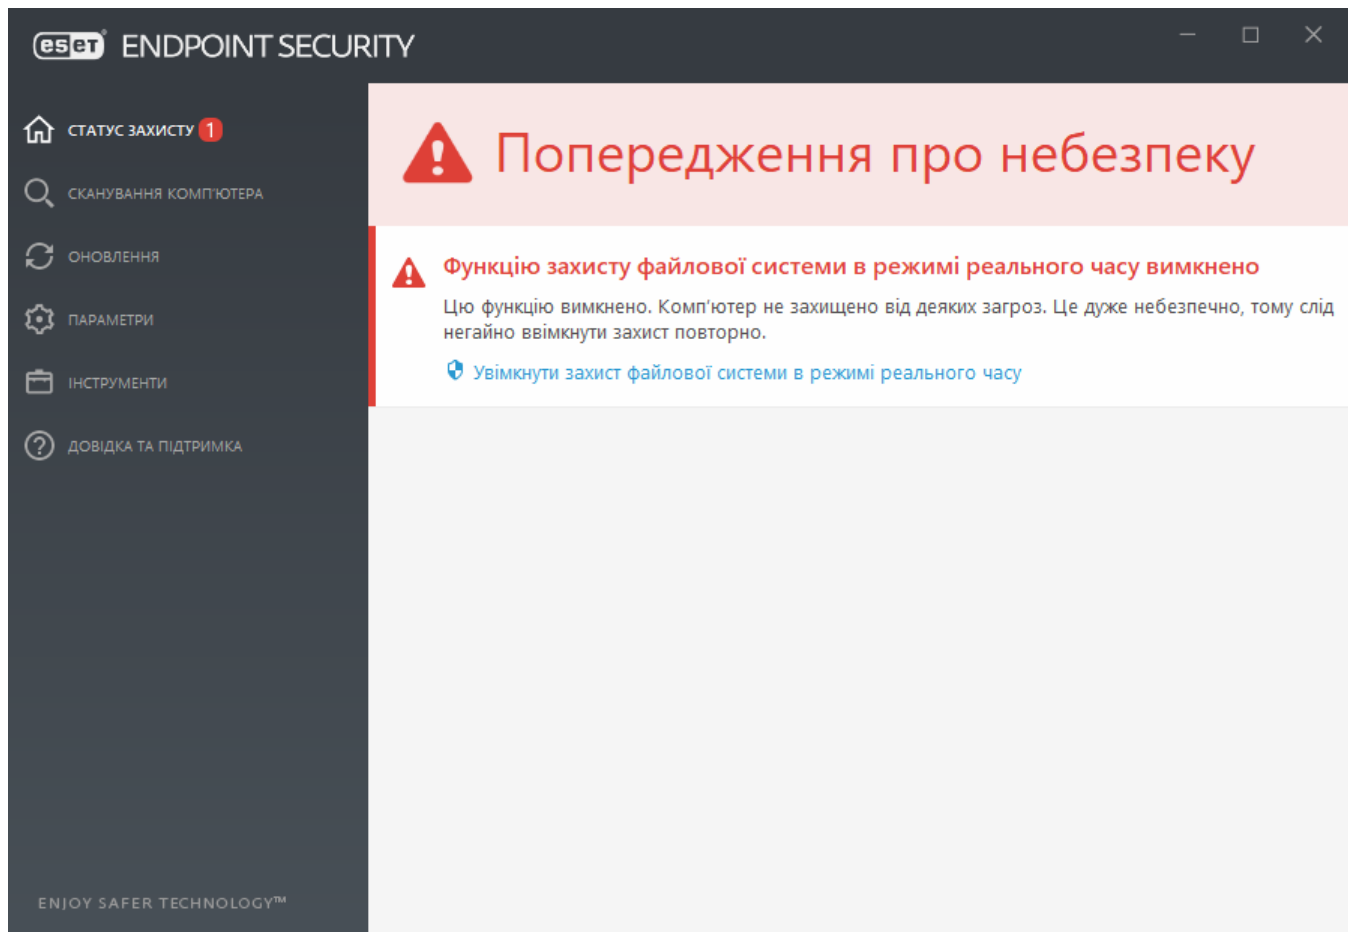 eset ENDPOINT SECURITY
СТАТУС ЗАХИСТУ 1
СКАНУВАННЯ КОМП'ЮТЕРА
ОНОВЛЕННЯ
ПАРАМЕТРИ
ІНСТРУМЕНТИ
ДОВІДКА ТА ПІДТРИМКА
Попередження про небезпеку
Функцію захисту файлової системи в режимі реального часу вимкнено
Цю функцію вимкнено. Комп'ютер не захищено від деяких загроз. Це дуже небезпечно, тому слід
негайно ввімкнути захист повторно.
Увімкнути захист файлової системи в режимі реального часу
ENJOY SAFER TECHNOLOGY™